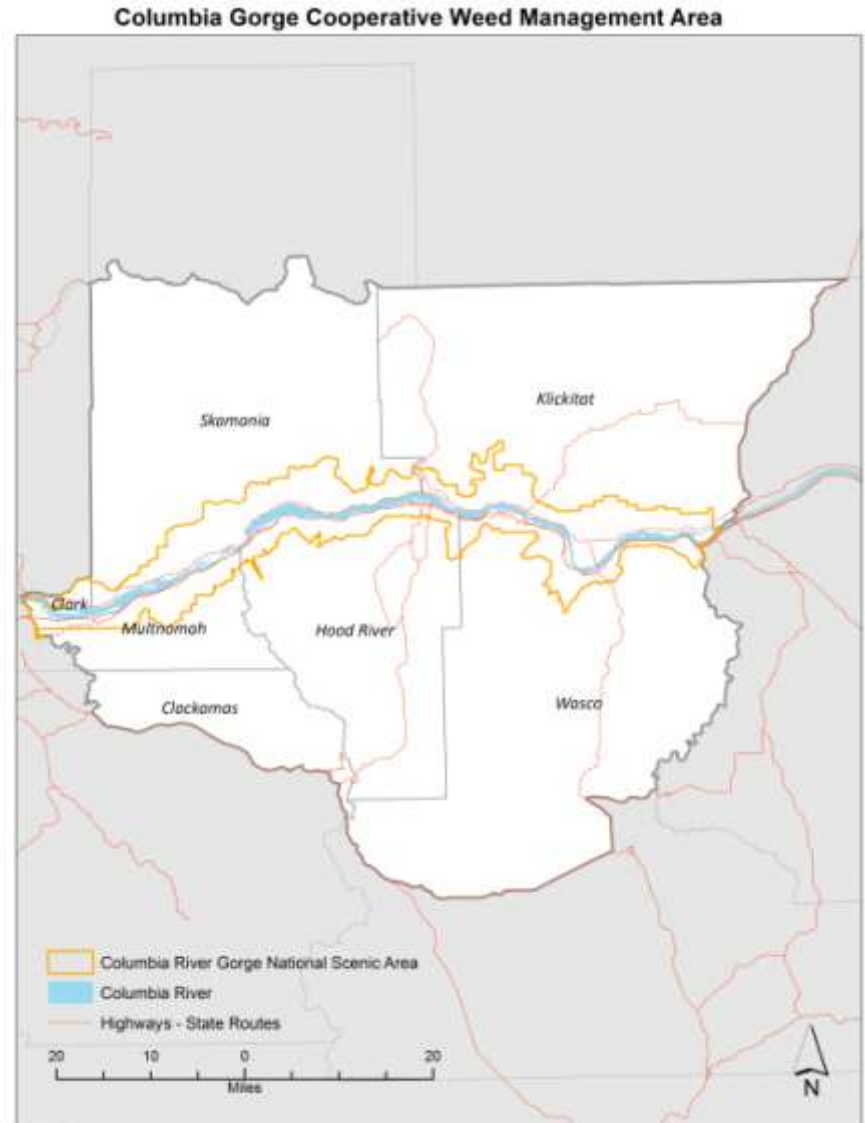 Columbia Gorge Cooperative Weed Management Area
Klickitat
Skamania
Clark
Multnomah
Hood River
Clackamas
Wasco
Columbia River Gorge National Scenic Area
Columbia River
Highways - State Routes
20 10 0 20
Miles
N